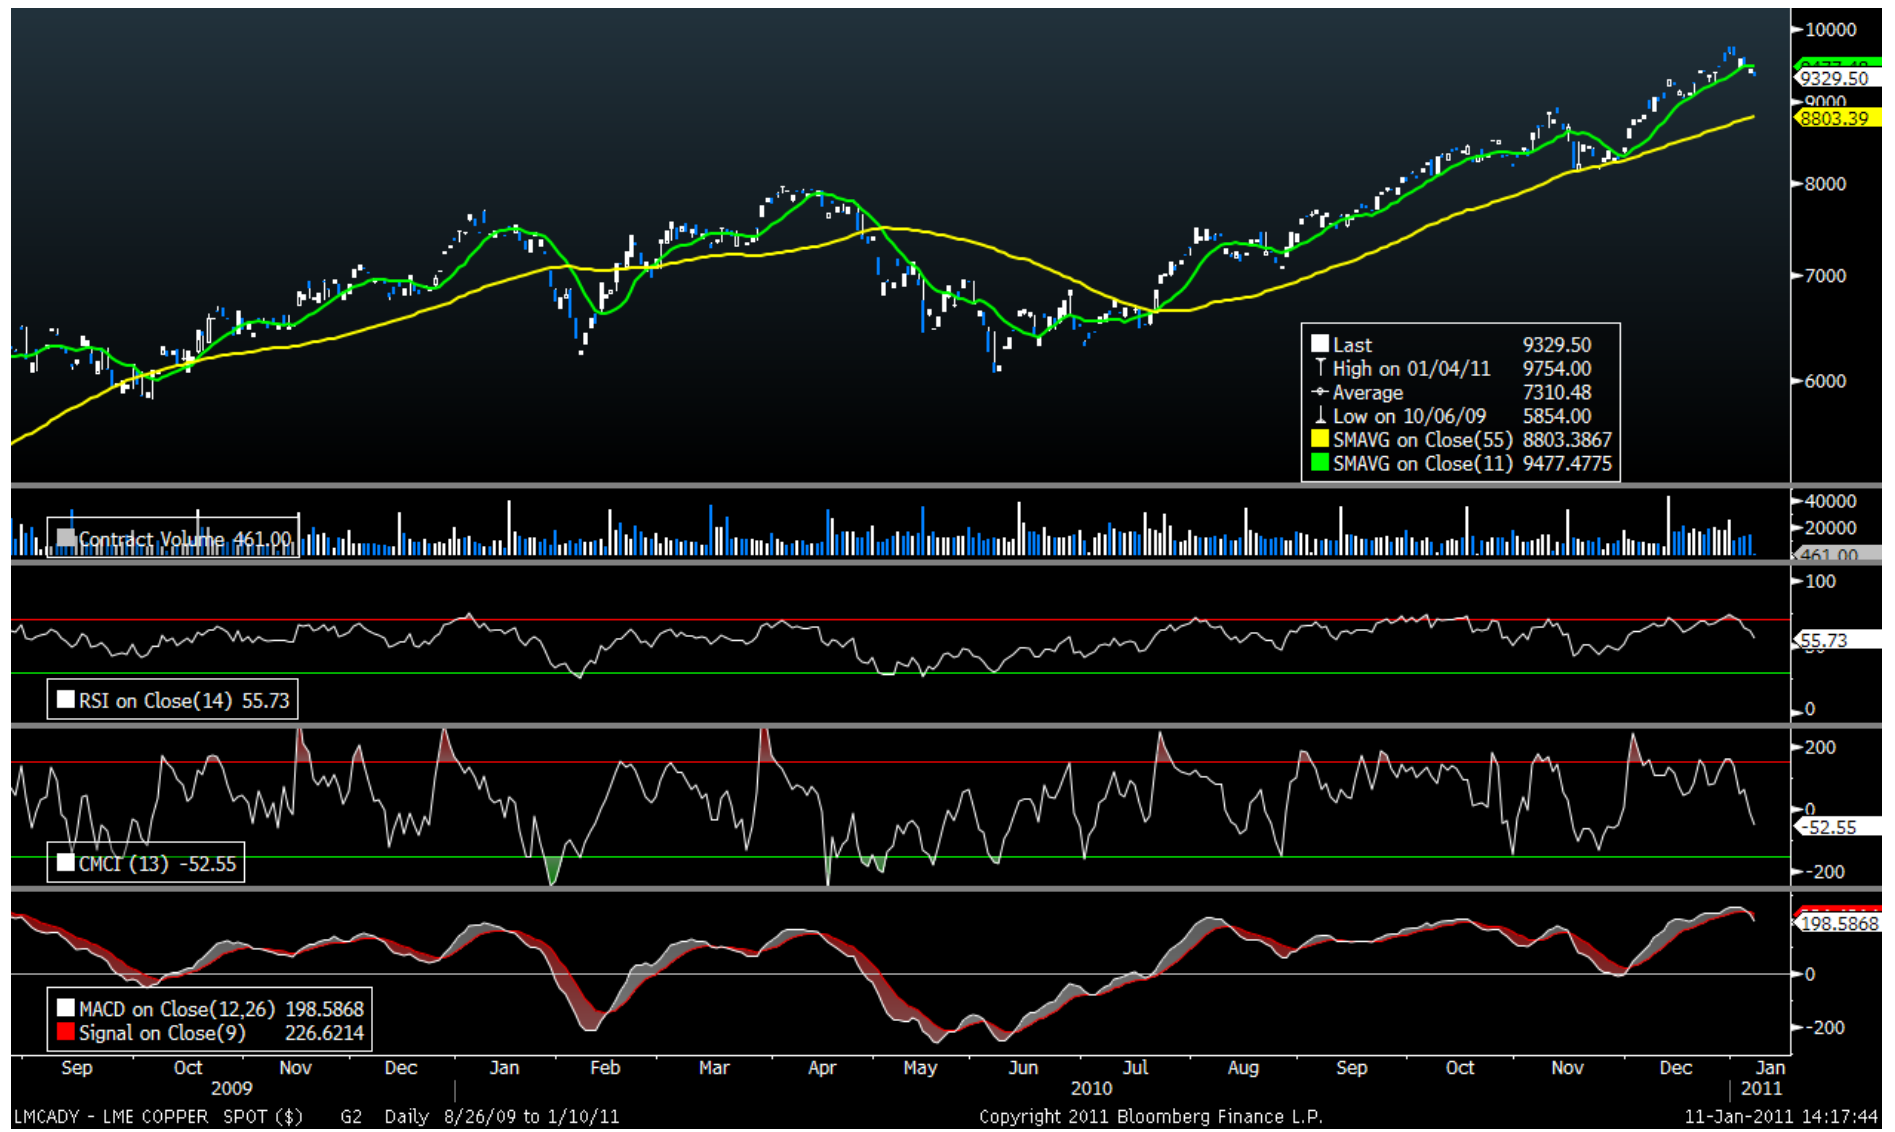 10000
9329.50
9000
8803.39
8000
7000
6000
Last 9329.50
High on 01/04/11 9754.00
Average 7310.48
Low on 10/06/09 5854.00
SMAVG on Close(55) 8803.3867
SMAVG on Close(11) 9477.4775
40000
20000
461.00
Contract Volume 461.00
100
55.73
0
RSI on Close(14) 55.73
200
0
-52.55
-200
CMCI (13) -52.55
198.5868
0
-200
MACD on Close(12,26) 198.5868
Signal on Close(9) 226.6214
Sep Oct Nov Dec Jan Feb Mar Apr May Jun Jul Aug Sep Oct Nov Dec Jan
2009 2010 2011
LMCADY - LME COPPER SPOT ($) G2 Daily 8/26/09 to 1/10/11 Copyright 2011 Bloomberg Finance L.P. 11-Jan-2011 14:17:44